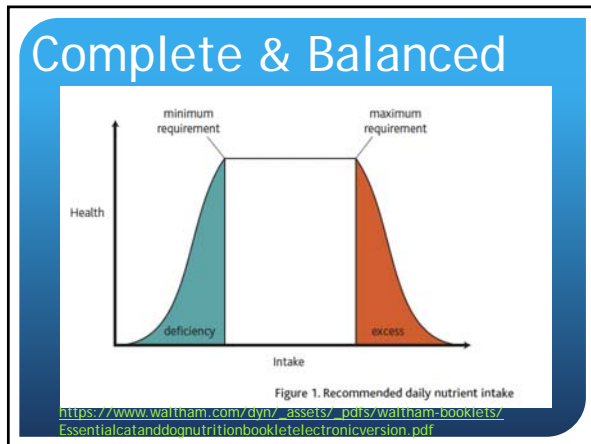 Complete & Balanced
minimum
requirement
maximum
requirement
Health
deficiency
excess
Intake
Figure 1. Recommended daily nutrient intake
https://www.waltham.com/dyn/_assets/_pdfs/waltham-booklets/
Essentialcatanddognutritionbookletelectronicversion.pdf